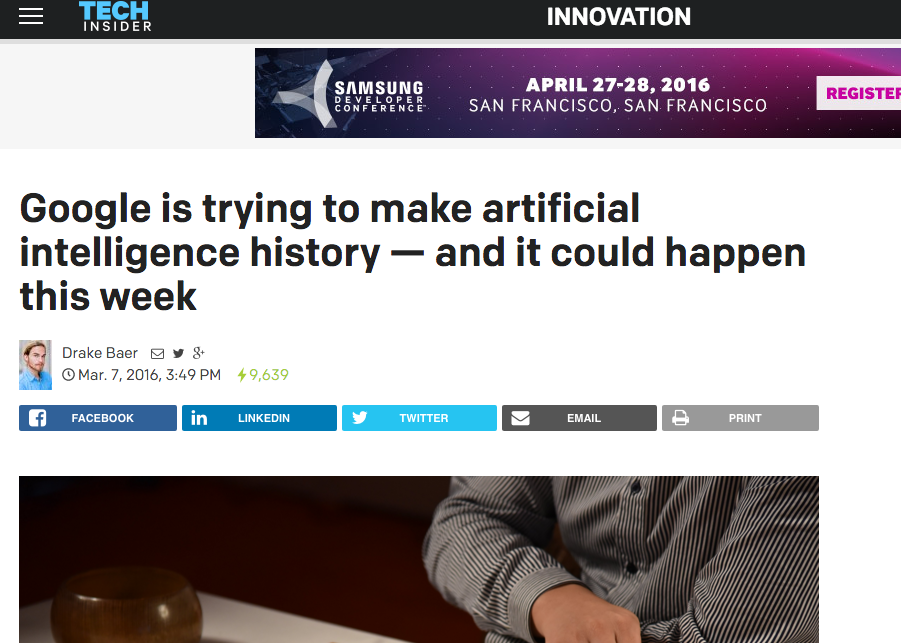 TECH
INSIDER
INNOVATION
SAMSUNG
DEVELOPER
CONFERENCE
APRIL 27-28, 2016
SAN FRANCISCO, SAN FRANCISCO
REGISTER
Google is trying to make artificial
intelligence history — and it could happen
this week
Drake Baer
Mar. 7, 2016, 3:49 PM 9,639
FACEBOOK
LINKEDIN
TWITTER
EMAIL
PRINT